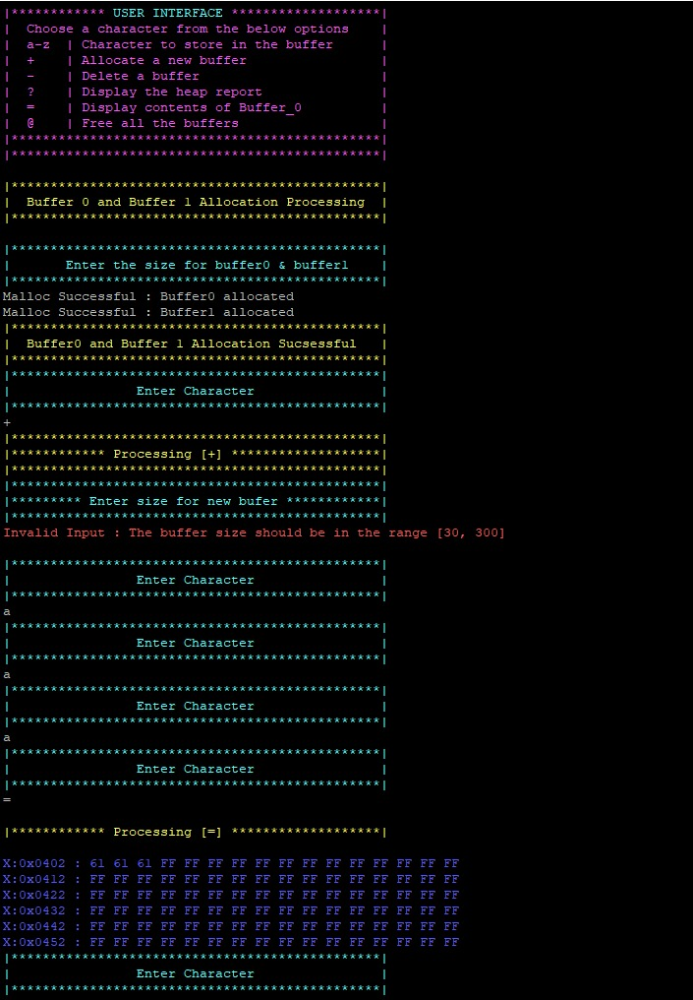 |************ USER INTERFACE *******************|
|  Choose a character from the below options    |
|  a-z  | Character to store in the buffer      |
|  +    | Allocate a new buffer                 |
|  -    | Delete a buffer                       |
|  ?    | Display the heap report               |
|  =    | Display contents of Buffer_0          |
|  @    | Free all the buffers                  |
|***********************************************|
|***********************************************|

|***********************************************|
|  Buffer 0 and Buffer 1 Allocation Processing  |
|***********************************************|

|***********************************************|
|       Enter the size for buffer0 & bufferl    |
|***********************************************|
Malloc Successful : Buffer0 allocated
Malloc Successful : Buffer1 allocated
|***********************************************|
|  Buffer0 and Buffer 1 Allocation Sucsessful   |
|***********************************************|
|***********************************************|
|                Enter Character                |
|***********************************************|
+
|***********************************************|
|************ Processing [+] *******************|
|***********************************************|
|***********************************************|
|********* Enter size for new bufer ************|
|***********************************************|
Invalid Input : The buffer size should be in the range [30, 300]

|***********************************************|
|                Enter Character                |
|***********************************************|
a
|***********************************************|
|                Enter Character                |
|***********************************************|
a
|***********************************************|
|                Enter Character                |
|***********************************************|
a
|***********************************************|
|                Enter Character                |
|***********************************************|
=

|************ Processing [=] *******************|

X:0x0402 : 61 61 61 FF FF FF FF FF FF FF FF FF FF FF FF FF
X:0x0412 : FF FF FF FF FF FF FF FF FF FF FF FF FF FF FF FF
X:0x0422 : FF FF FF FF FF FF FF FF FF FF FF FF FF FF FF FF
X:0x0432 : FF FF FF FF FF FF FF FF FF FF FF FF FF FF FF FF
X:0x0442 : FF FF FF FF FF FF FF FF FF FF FF FF FF FF FF FF
X:0x0452 : FF FF FF FF FF FF FF FF FF FF FF FF FF FF FF FF
|***********************************************|
|                Enter Character                |
|***********************************************|